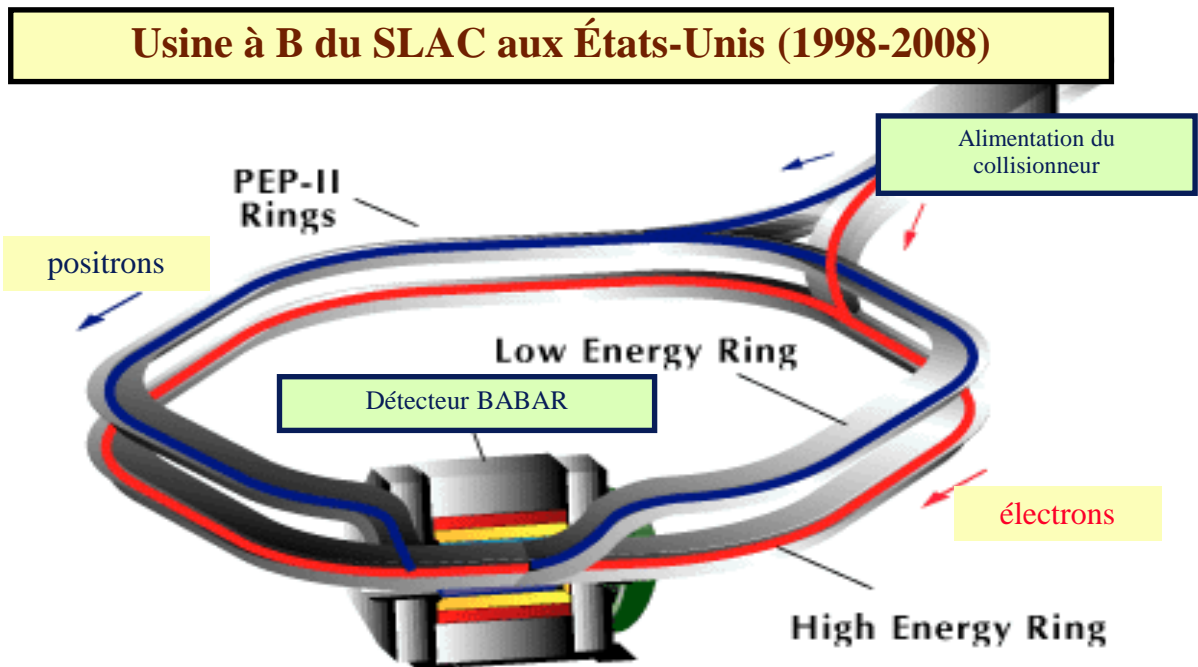 Usine à B du SLAC aux États-Unis (1998-2008)
Alimentation du
collisionneur
PEP-II
Rings
positrons
Low Energy Ring
Détecteur BABAR
électrons
High Energy Ring